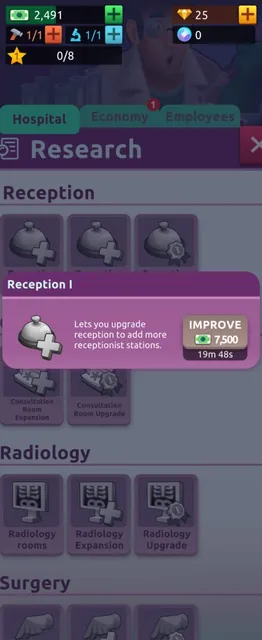 2,491
25
1/1
1/1
0
1
0/8
Hospital
Economy
1
Employees
Research
Reception
Reception I
Lets you upgrade
reception to add more
receptionist stations.
IMPROVE
7,500
19m 48s
Consultation
Room
Expansion
Consultation
Room Upgrade
Radiology
Radiology
rooms
Radiology
Expansion
Radiology
Upgrade
Surgery